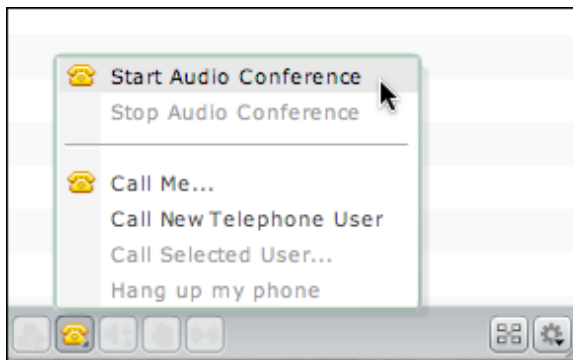 Start Audio Conference
Stop Audio Conference
Call Me...
Call New Telephone User
Call Selected User...
Hang up my phone